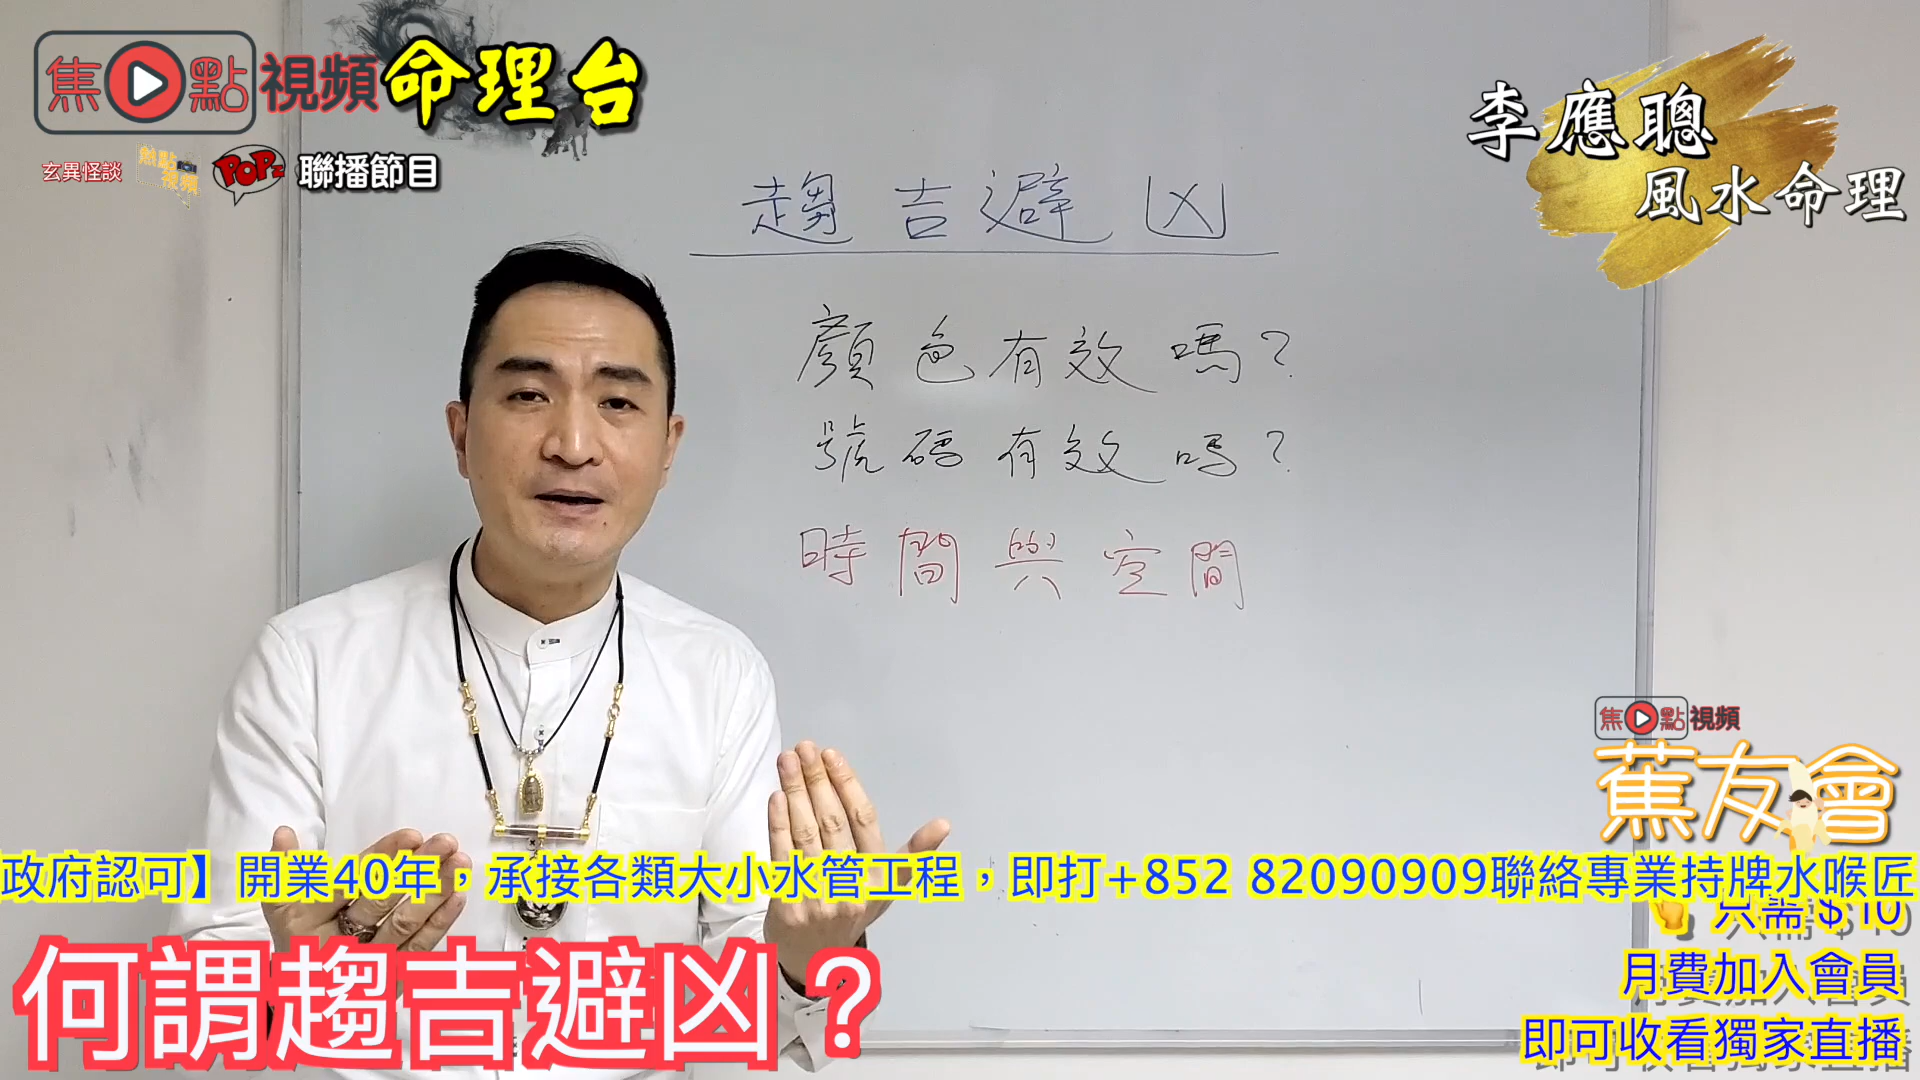 焦點視頻命理台
玄異怪談 熱點視頻 POPz 聯播節目
李應聰
風水命理
趨吉避凶
顏色有效嗎？
號碼有效嗎？
時間與空間
焦點視頻
蕉友會
政府認可】開業40年，承接各類大小水管工程，即打+852 82090909聯絡專業持牌水喉匠
只需$10
月費加入會員
即可收看獨家直播
何謂趨吉避凶？